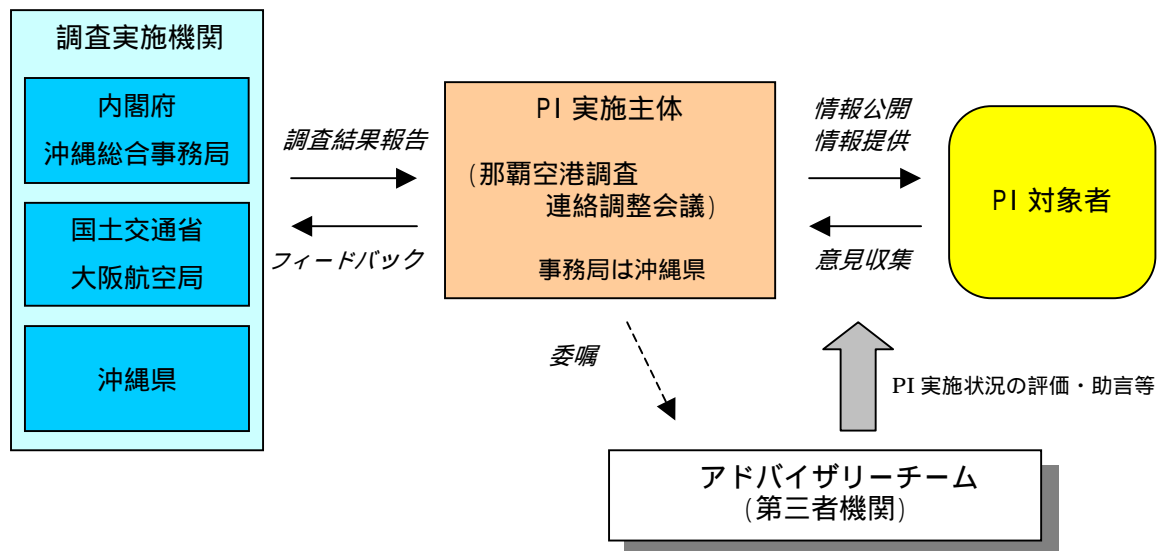 調査実施機関
内閣府
沖縄総合事務局
国土交通省
大阪航空局
沖縄県
調査結果報告
フィードバック
PI 実施主体
(那覇空港調査
連絡調整会議)
事務局は沖縄県
情報公開
情報提供
意見収集
PI 対象者
委嘱
PI 実施状況の評価・助言等
アドバイザリーチーム
(第三者機関)